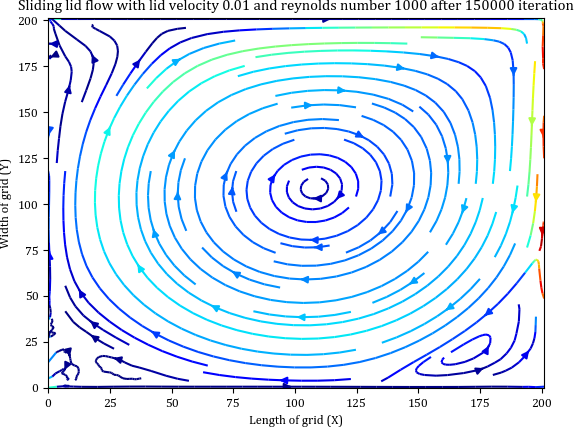 Sliding lid flow with lid velocity 0.01 and reynolds number 1000 after 150000 iteration
Width of grid (Y)
200
175
150
125
100
75
50
25
0
0 25 50 75 100 125 150 175 200
Length of grid (X)